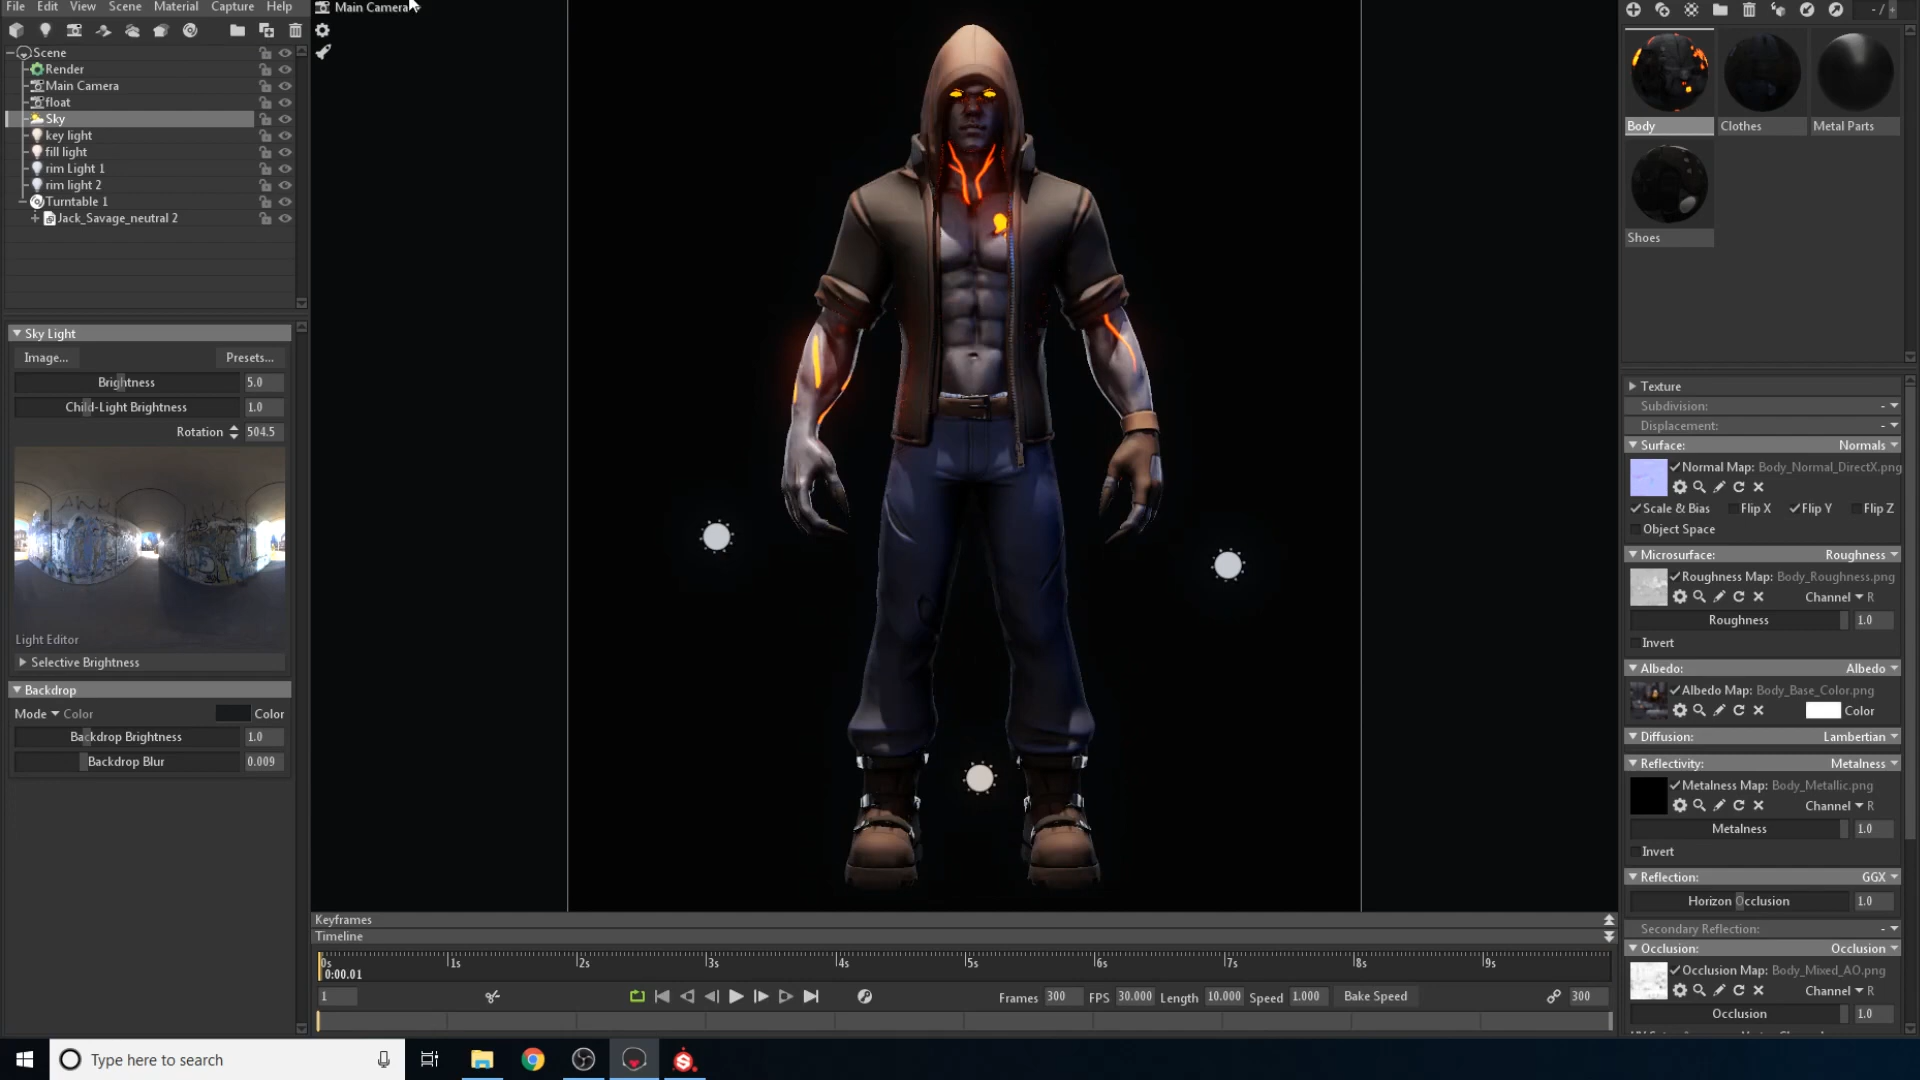 File Edit View Scene Material Capture Help
Main Camera
- / +
Scene
Render
Main Camera
float
Sky
key light
fill light
rim Light 1
rim light 2
Turntable 1
Jack_Savage_neutral 2
Sky Light
Image... Presets...
Brightness 5.0
Child-Light Brightness 1.0
Rotation 504.5
Light Editor
Selective Brightness
Backdrop
Mode Color Color
Backdrop Brightness 1.0
Backdrop Blur 0.009
Keyframes
Timeline
0s 1s 2s 3s 4s 5s 6s 7s 8s 9s
0:00.01
1 Frames 300 FPS 30.000 Length 10.000 Speed 1.000 Bake Speed 300
Body Clothes Metal Parts
Shoes
Texture
Subdivision: -
Displacement: -
Surface: Normals
Normal Map: Body_Normal_DirectX.png
Scale & Bias Flip X Flip Y Flip Z
Object Space
Microsurface: Roughness
Roughness Map: Body_Roughness.png
Channel R
Roughness 1.0
Invert
Albedo: Albedo
Albedo Map: Body_Base_Color.png
Color
Diffusion: Lambertian
Reflectivity: Metalness
Metalness Map: Body_Metallic.png
Channel R
Metalness 1.0
Invert
Reflection: GGX
Horizon Occlusion 1.0
Secondary Reflection: -
Occlusion: Occlusion
Occlusion Map: Body_Mixed_AO.png
Channel R
Occlusion 1.0
Type here to search